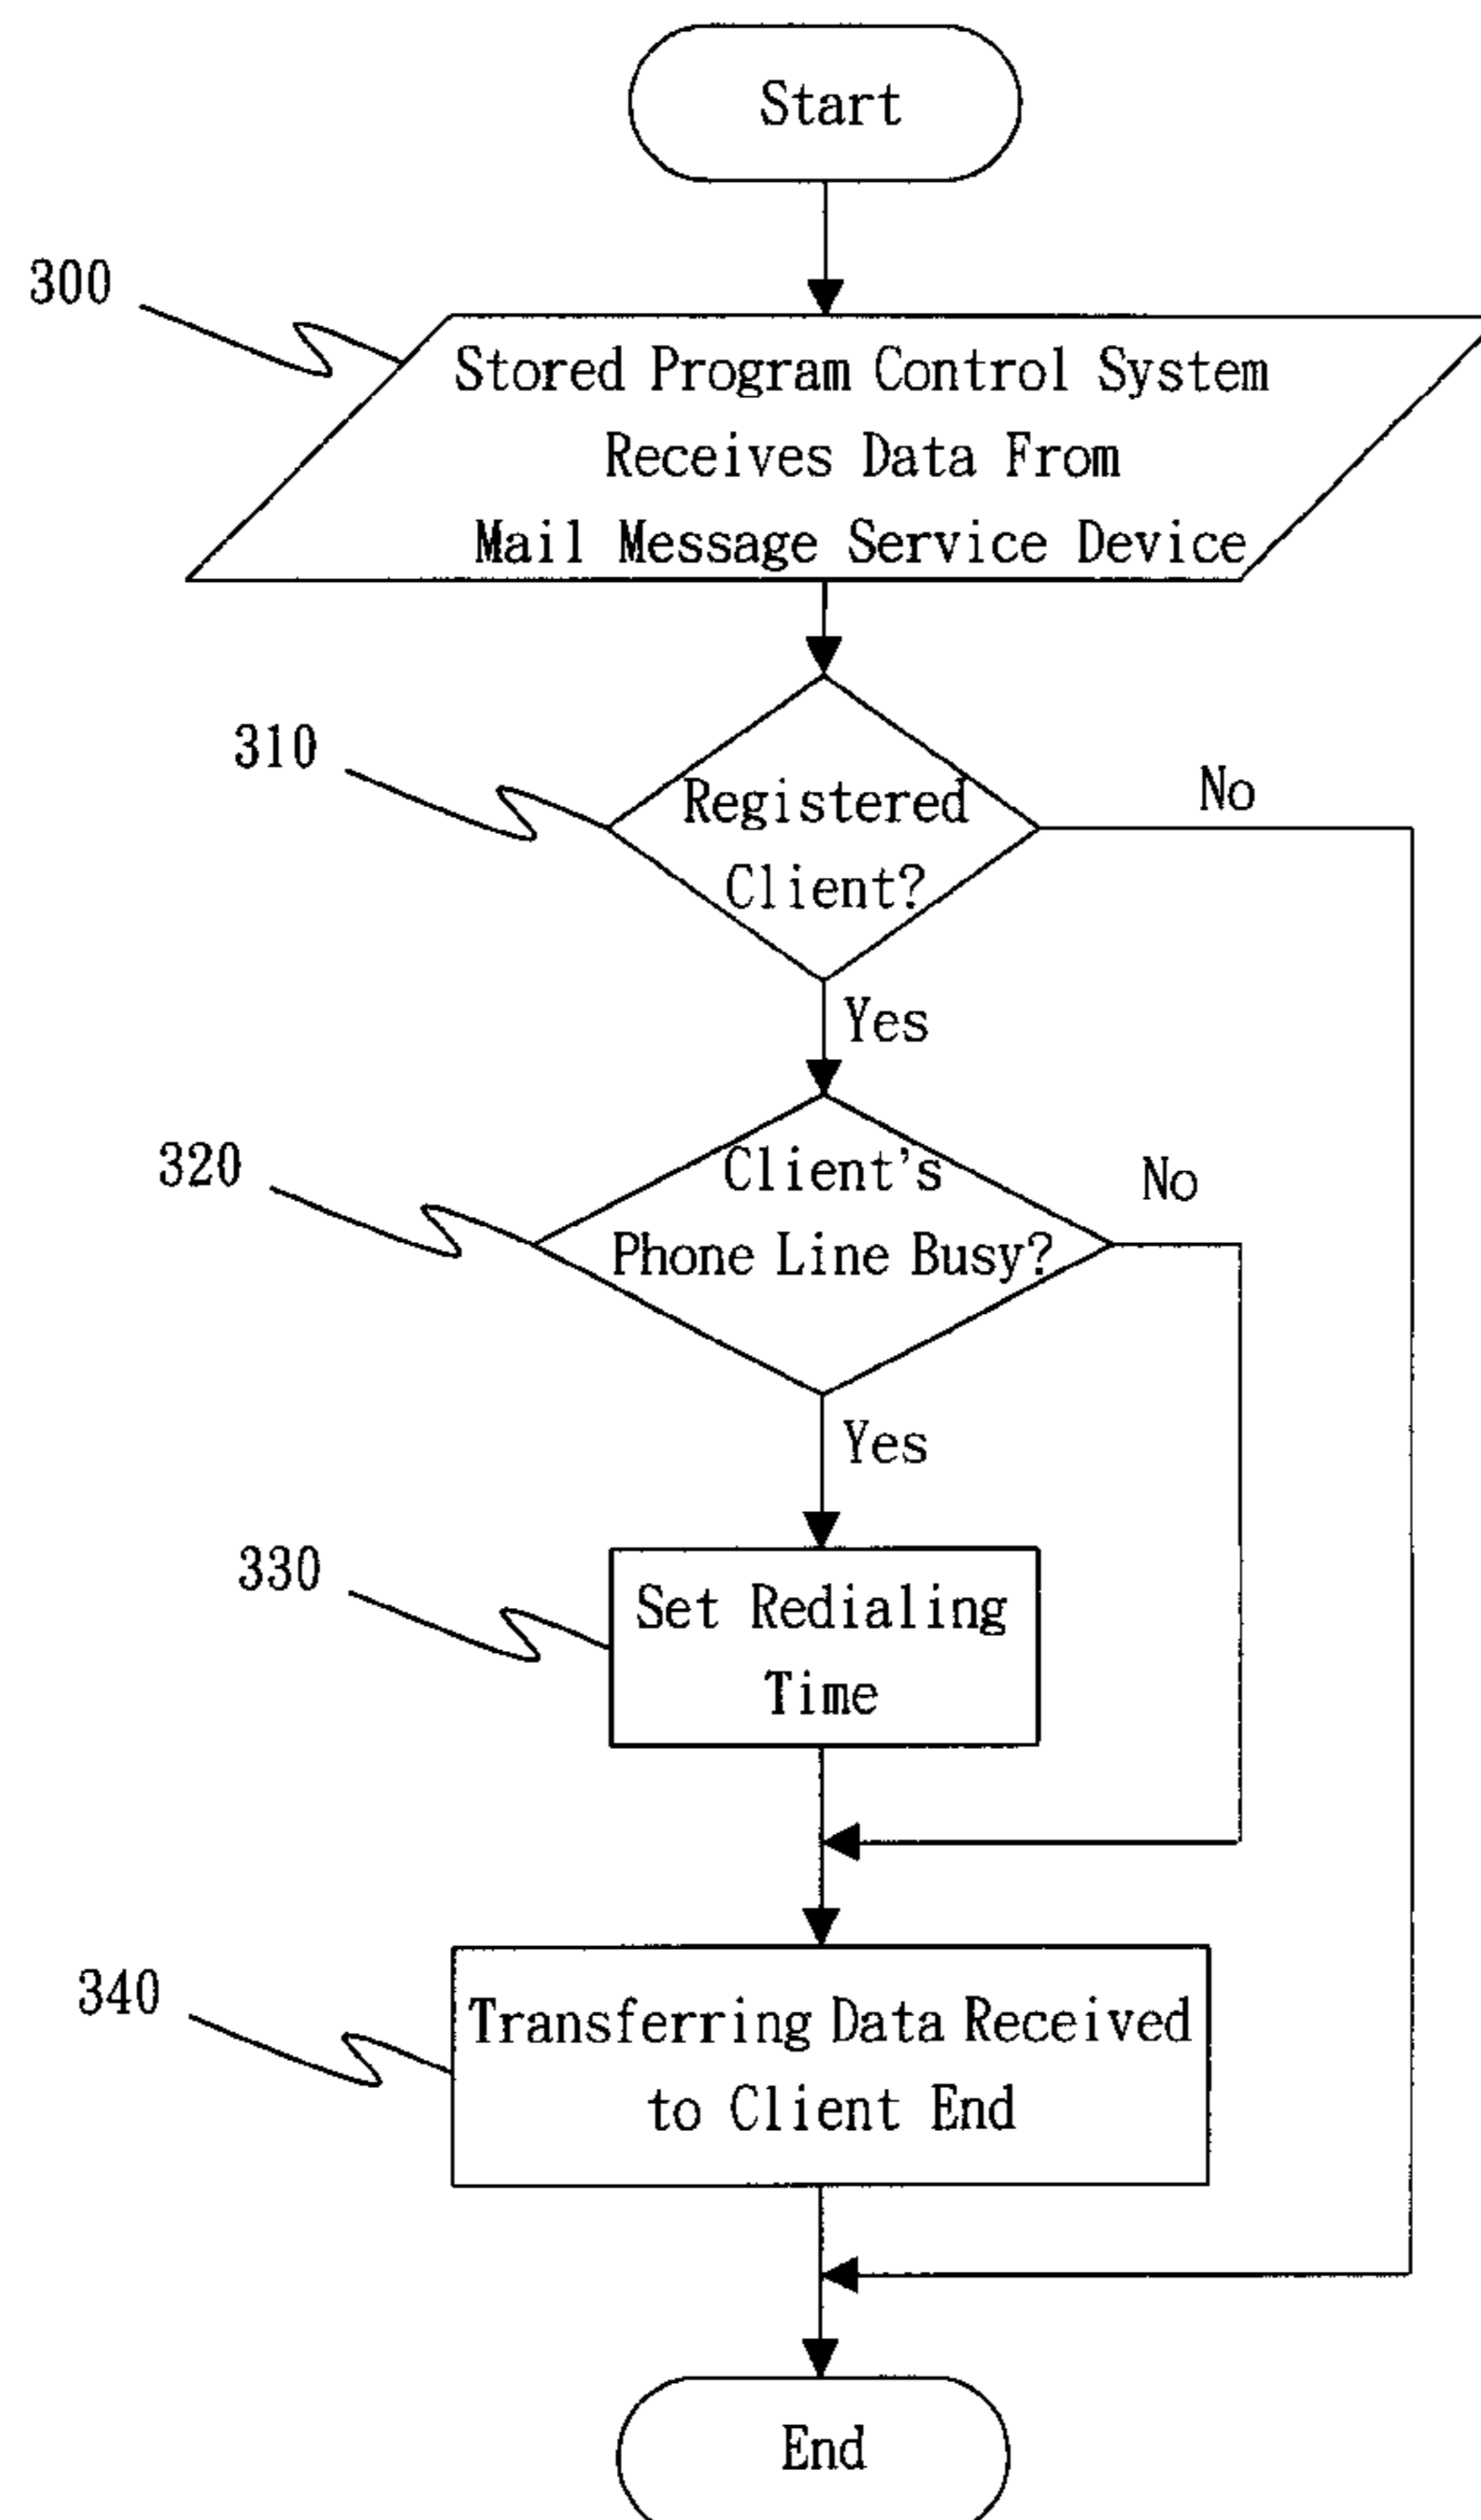 Start
300
Stored Program Control System
Receives Data From
Mail Message Service Device
310
Registered
Client?
No
Yes
320
Client's
Phone Line Busy?
No
Yes
330
Set Redialing
Time
340
Transferring Data Received
to Client End
End